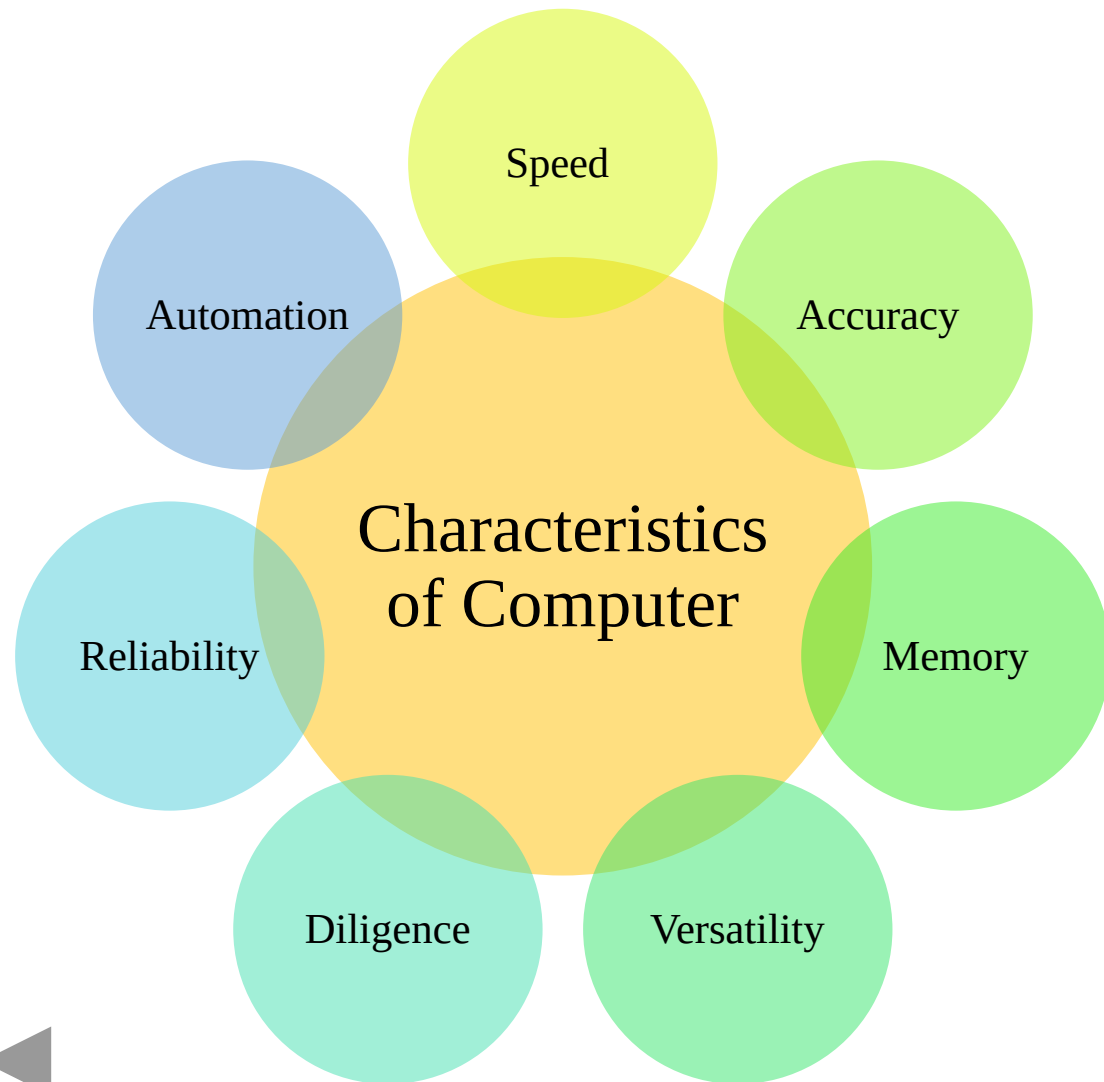 Speed
Automation
Accuracy
Characteristics
of Computer
Reliability
Memory
Diligence
Versatility